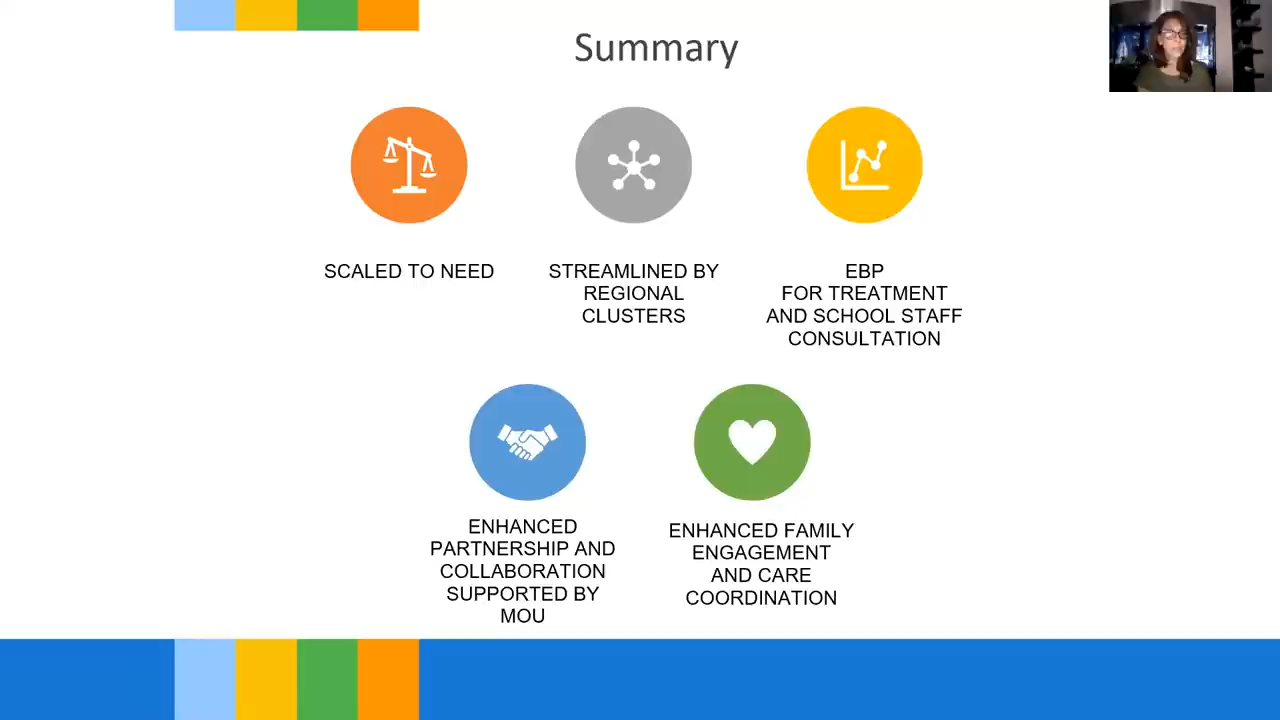 Summary
SCALED TO NEED
STREAMLINED BY
REGIONAL
CLUSTERS
EBP
FOR TREATMENT
AND SCHOOL STAFF
CONSULTATION
ENHANCED
PARTNERSHIP AND
COLLABORATION
SUPPORTED BY
MOU
ENHANCED FAMILY
ENGAGEMENT
AND CARE
COORDINATION